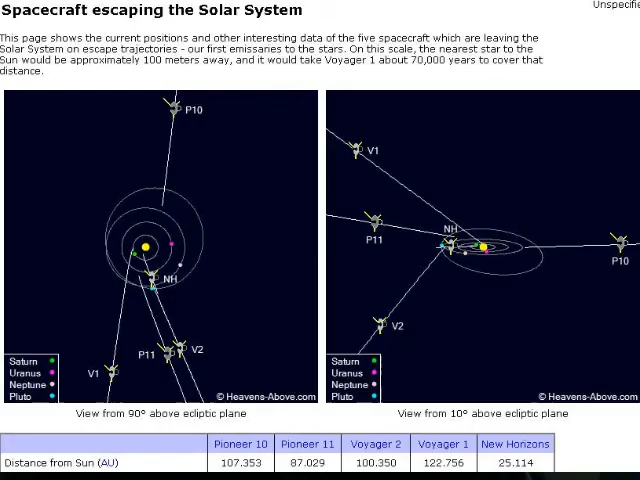 Unspecifie
Spacecraft escaping the Solar System
This page shows the current positions and other interesting data of the five spacecraft which are leaving the
Solar System on escape trajectories - our first emissaries to the stars. On this scale, the nearest star to the
Sun would be approximately 100 meters away, and it would take Voyager 1 about 70,000 years to cover that
distance.
P10
NH
P11
V2
V1
Saturn
Uranus
Neptune
Pluto
© Heavens-Above.com
V1
P11
NH
P10
V2
Saturn
Uranus
Neptune
Pluto
© Heavens-Above.com
View from 90° above ecliptic plane
View from 10° above ecliptic plane
Pioneer 10 Pioneer 11 Voyager 2 Voyager 1 New Horizons
Distance from Sun (AU) 107.353 87.029 100.350 122.756 25.114